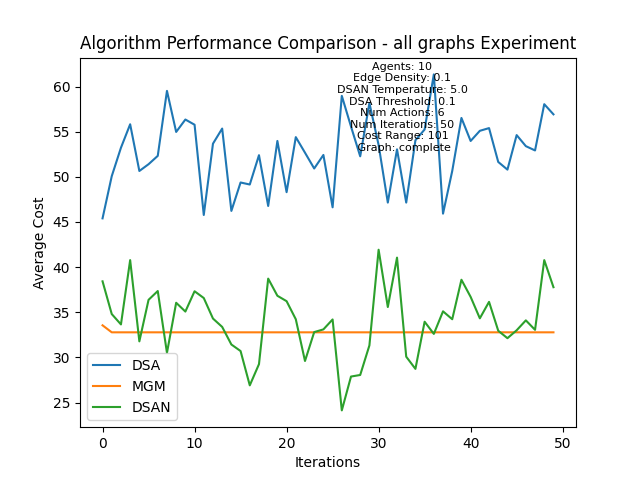 Algorithm Performance Comparison - all graphs Experiment
Agents: 10
Edge Density: 0.1
DSAN Temperature: 5.0
DSA Threshold: 0.1
Num Actions: 6
Num Iterations: 50
Cost Range: 101
Graph: complete
60
55
50
45
40
35
30
25
Average Cost
DSA
MGM
DSAN
0
10
20
30
40
50
Iterations